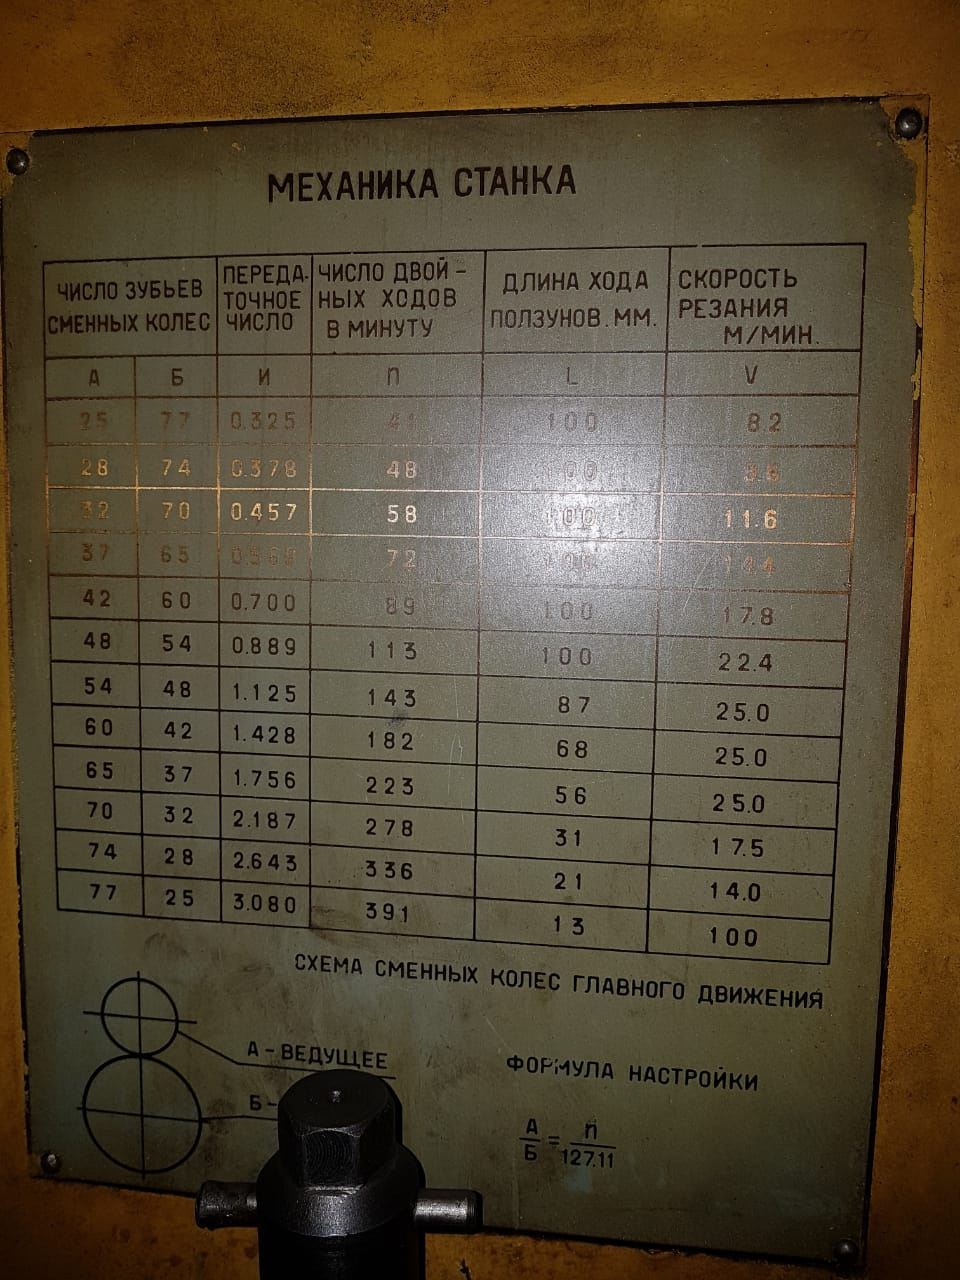 МЕХАНИКА СТАНКА
ЧИСЛО ЗУБЬЕВ СМЕННЫХ КОЛЕС ПЕРЕДА-ТОЧНОЕ ЧИСЛО ЧИСЛО ДВОЙ-НЫХ ХОДОВ В МИНУТУ ДЛИНА ХОДА ПОЛЗУНОВ.ММ. СКОРОСТЬ РЕЗАНИЯ М/МИН.
А Б И П L V
25 77 0.325 41 100 8.2
28 74 0.378 48 100
32 70 0.457 58 100 11.6
37 65 72 100 14.4
42 60 0.700 89 100 17.8
48 54 0.889 113 100 22.4
54 48 1.125 143 87 25.0
60 42 1.428 182 68 25.0
65 37 1.756 223 56 25.0
70 32 2.187 278 31 17.5
74 28 2.643 336 21 14.0
77 25 3.080 391 13 100
СХЕМА СМЕННЫХ КОЛЕС ГЛАВНОГО ДВИЖЕНИЯ
А - ВЕДУЩЕЕ
Б -
ФОРМУЛА НАСТРОЙКИ
А/Б = п/127.11